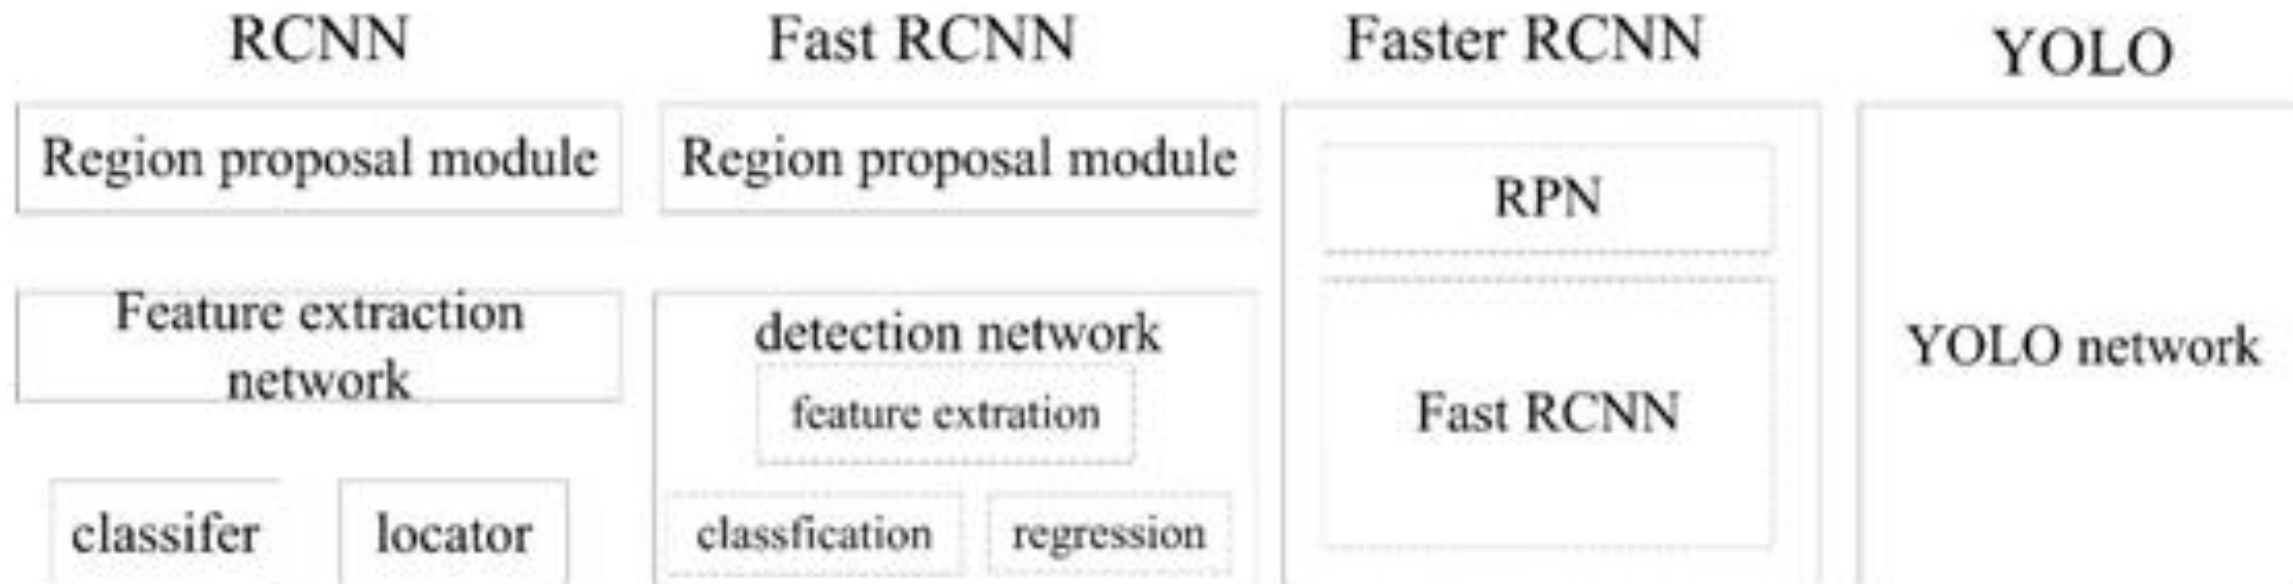 RCNN
Fast RCNN
Faster RCNN
YOLO
Region proposal module
Region proposal module
RPN
Feature extraction
network
detection network
feature extration
classifer
locator
classfication
regression
Fast RCNN
YOLO network